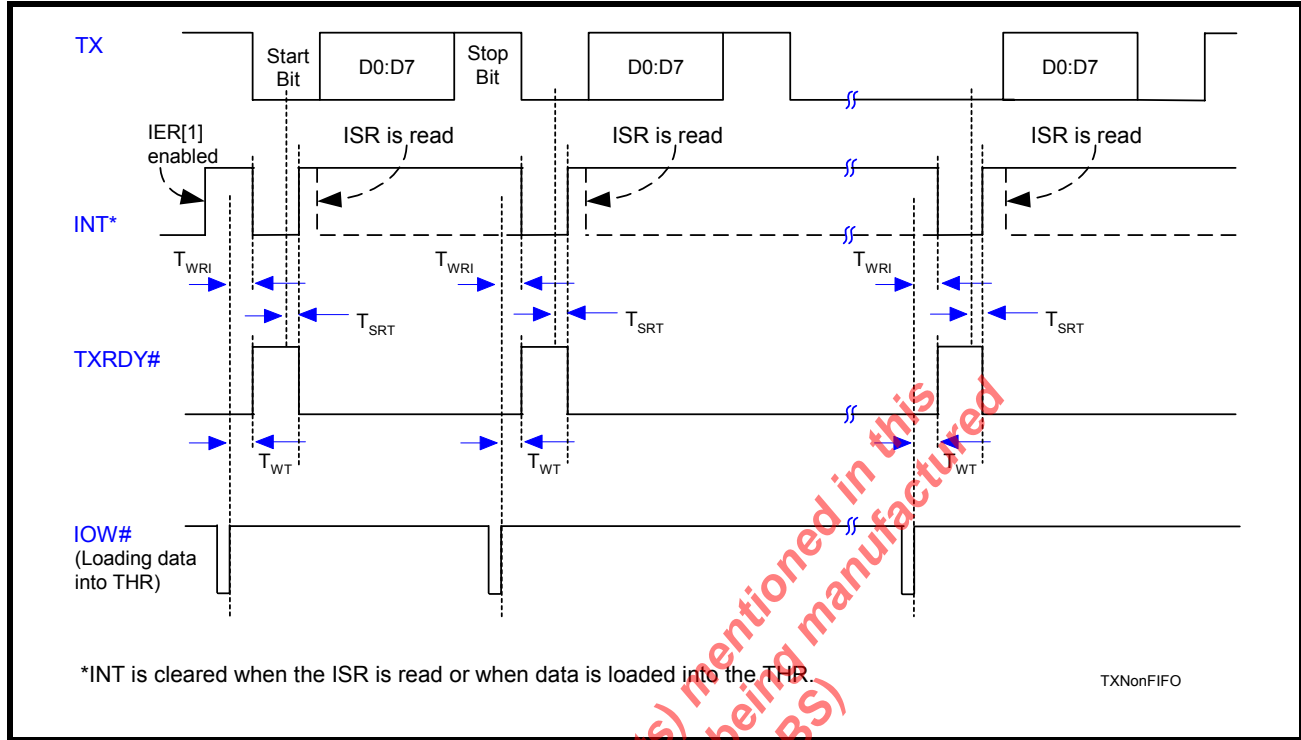 TX
Start
Bit
D0:D7
Stop
Bit
D0:D7
D0:D7
IER[1]
enabled
ISR is read
ISR is read
ISR is read
INT*
TWRI
TWRI
TWRI
TSRT
TSRT
TSRT
TXRDY#
TWT
TWT
TWT
IOW#
(Loading data
into THR)
*INT is cleared when the ISR is read or when data is loaded into the THR.
TXNonFIFO
mentioned in this
being manufactured